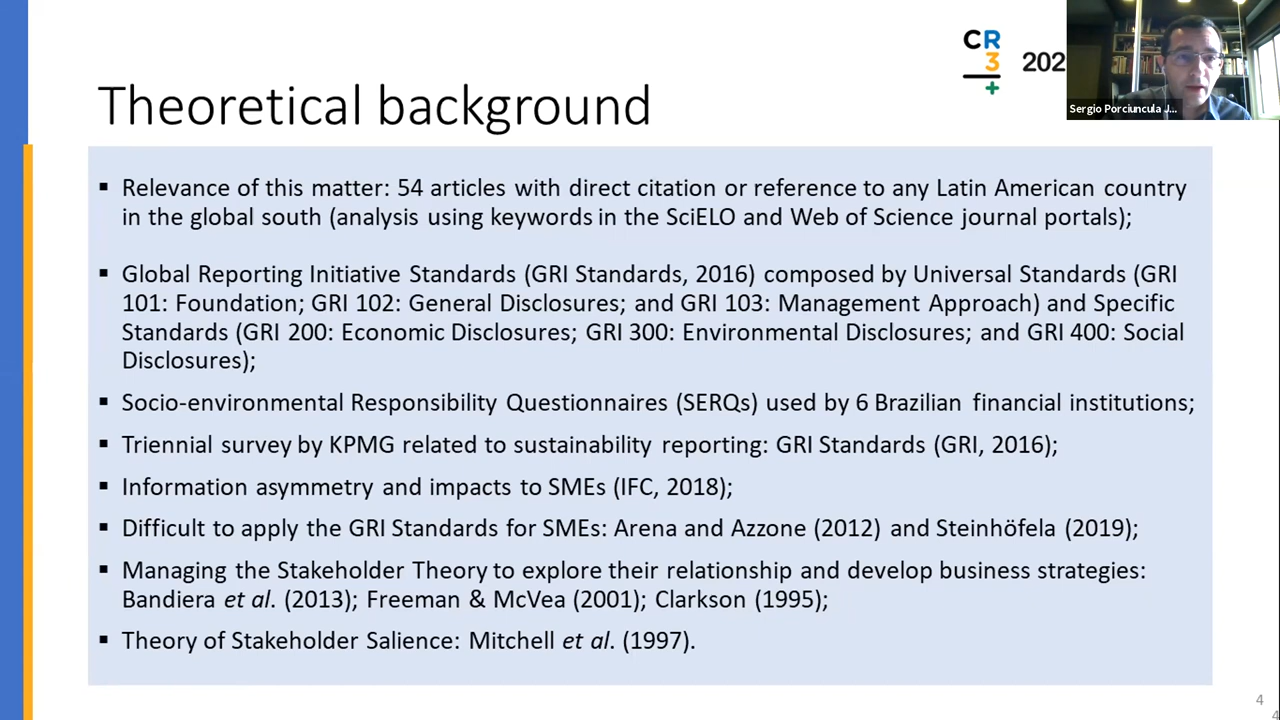 CR
3
+
202
Sergio Porciuncula J...
Theoretical background
▪ Relevance of this matter: 54 articles with direct citation or reference to any Latin American country
in the global south (analysis using keywords in the SciELO and Web of Science journal portals);
▪ Global Reporting Initiative Standards (GRI Standards, 2016) composed by Universal Standards (GRI
101: Foundation; GRI 102: General Disclosures; and GRI 103: Management Approach) and Specific
Standards (GRI 200: Economic Disclosures; GRI 300: Environmental Disclosures; and GRI 400: Social
Disclosures);
▪ Socio-environmental Responsibility Questionnaires (SERQs) used by 6 Brazilian financial institutions;
▪ Triennial survey by KPMG related to sustainability reporting: GRI Standards (GRI, 2016);
▪ Information asymmetry and impacts to SMEs (IFC, 2018);
▪ Difficult to apply the GRI Standards for SMEs: Arena and Azzone (2012) and Steinhöfela (2019);
▪ Managing the Stakeholder Theory to explore their relationship and develop business strategies:
Bandiera et al. (2013); Freeman & McVea (2001); Clarkson (1995);
▪ Theory of Stakeholder Salience: Mitchell et al. (1997).
4
4